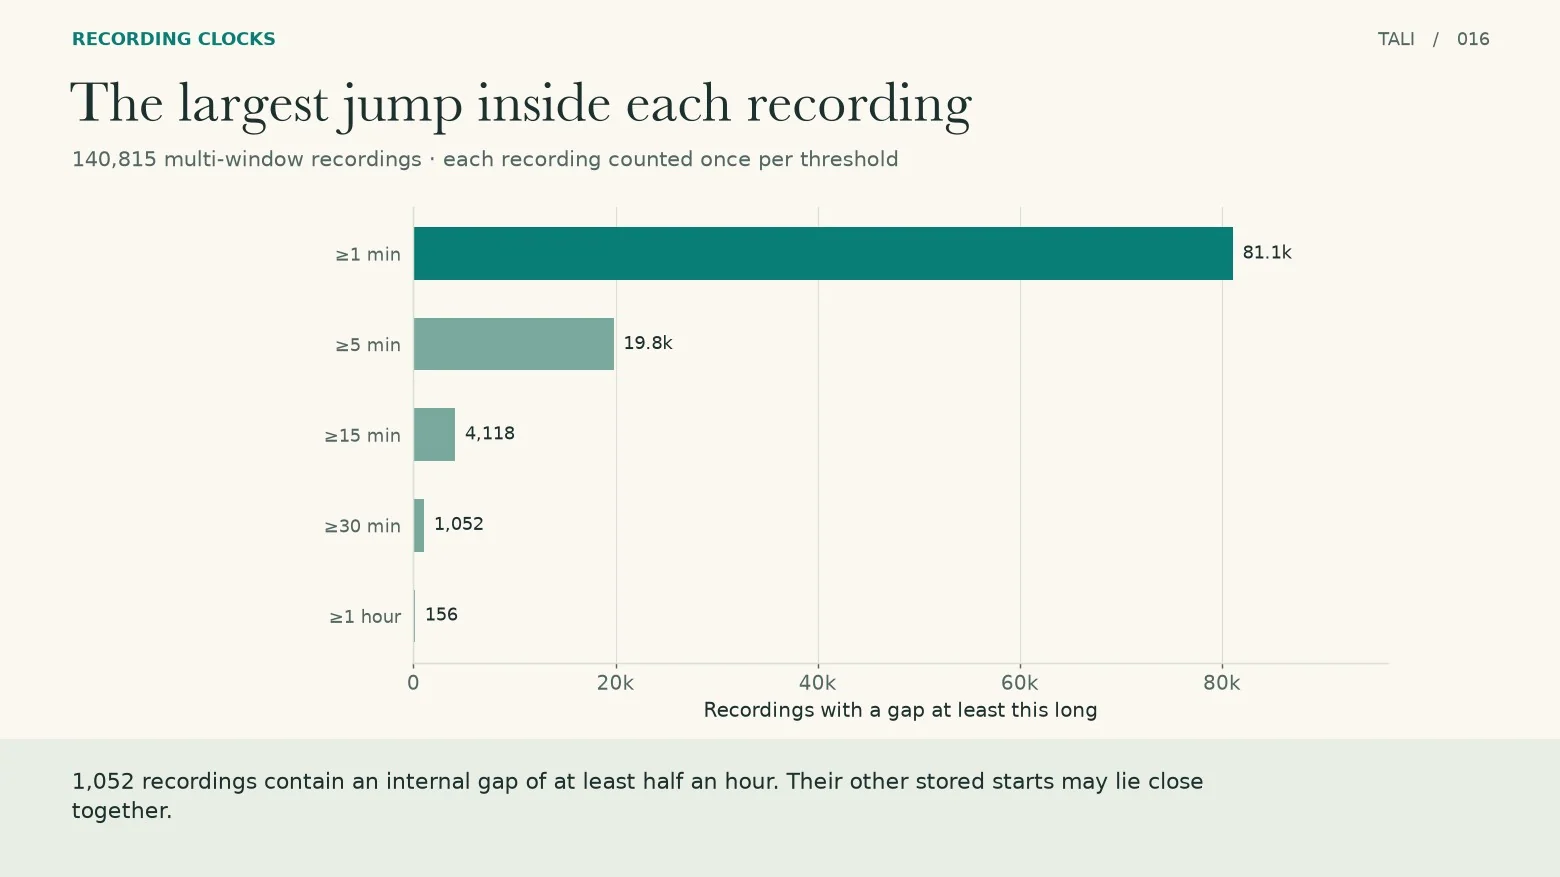 RECORDING CLOCKS
TALI / 016
The largest jump inside each recording
140,815 multi-window recordings · each recording counted once per threshold
≥1 min
81.1k
≥5 min
19.8k
≥15 min
4,118
≥30 min
1,052
≥1 hour
156
0 20k 40k 60k 80k
Recordings with a gap at least this long
1,052 recordings contain an internal gap of at least half an hour. Their other stored starts may lie close
together.